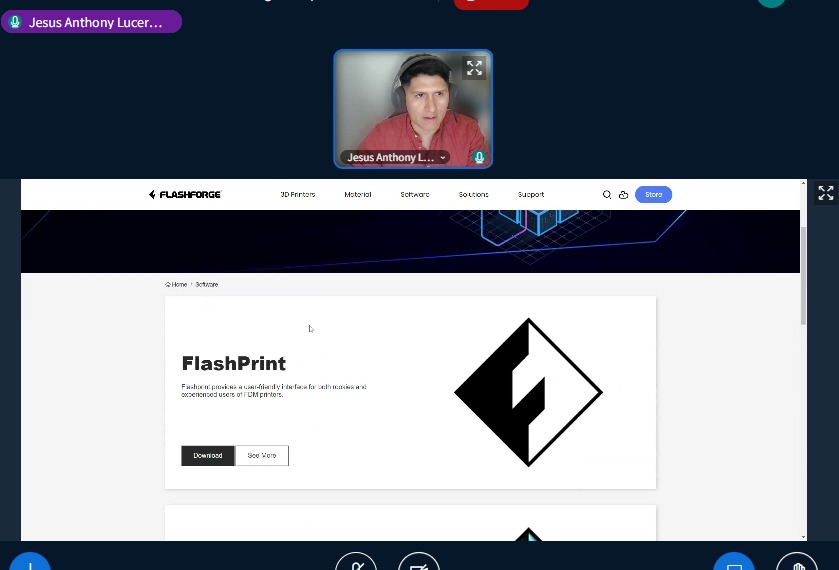 Jesus Anthony Lucer...
Jesus Anthony L...
FLASHFORGE
3D Printers
Material
Software
Solutions
Support
Store
Home / Software
FlashPrint
Flashprint provides a user-friendly interface for both rookies and
experienced users of FDM printers.
Download
See More